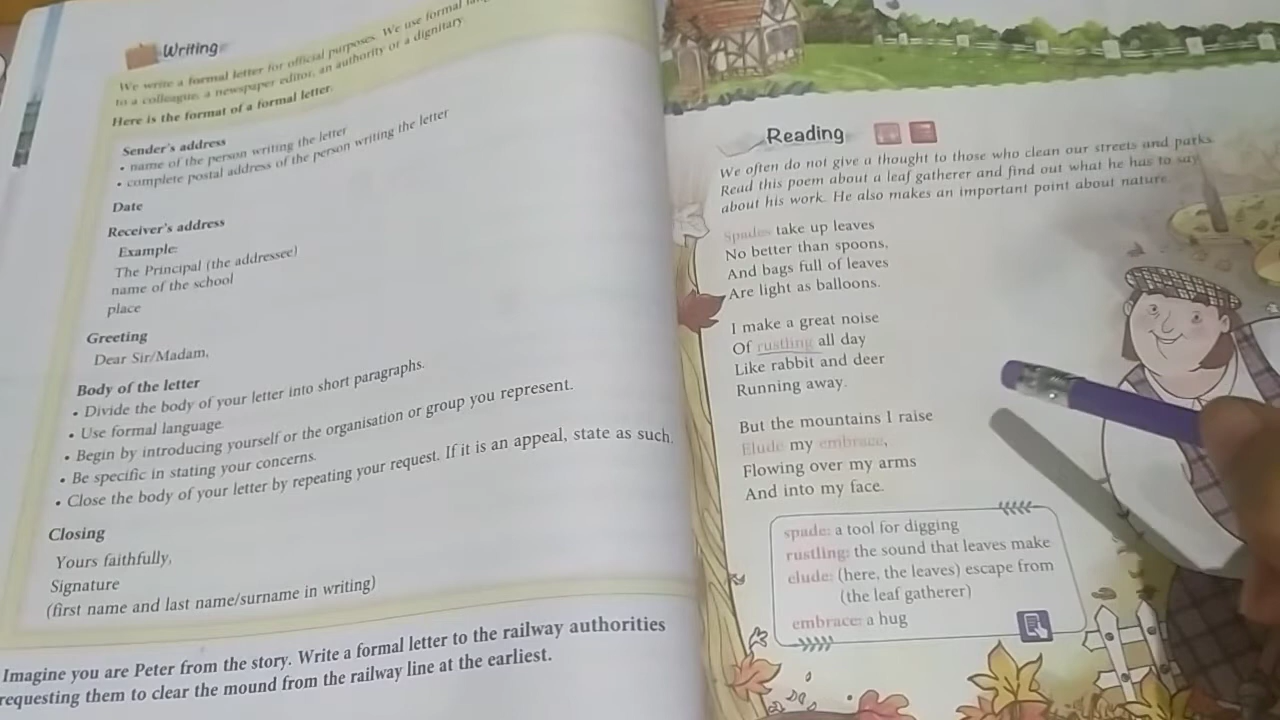 Writing
We write a formal letter for official purposes. We use formal
to a colleague, a newspaper editor, an authority or a dignitary.
Here is the format of a formal letter.
Sender's address
• name of the person writing the letter
• complete postal address of the person writing the letter
Date
Receiver's address
Example:
The Principal (the addressee)
name of the school
place
Greeting
Dear Sir/Madam,
Body of the letter
• Divide the body of your letter into short paragraphs.
• Use formal language.
• Begin by introducing yourself or the organisation or group you represent.
• Be specific in stating your concerns.
• Close the body of your letter by repeating your request. If it is an appeal, state as such.
Closing
Yours faithfully,
Signature
(first name and last name/surname in writing)
Imagine you are Peter from the story. Write a formal letter to the railway authorities
requesting them to clear the mound from the railway line at the earliest.
Reading
We often do not give a thought to those who clean our streets and parks.
Read this poem about a leaf gatherer and find out what he has to say
about his work. He also makes an important point about nature.
Spades take up leaves
No better than spoons,
And bags full of leaves
Are light as balloons.
I make a great noise
Of rustling all day
Like rabbit and deer
Running away.
But the mountains I raise
Elude my embrace,
Flowing over my arms
And into my face.
spade: a tool for digging
rustling: the sound that leaves make
elude: (here, the leaves) escape from
(the leaf gatherer)
embrace: a hug